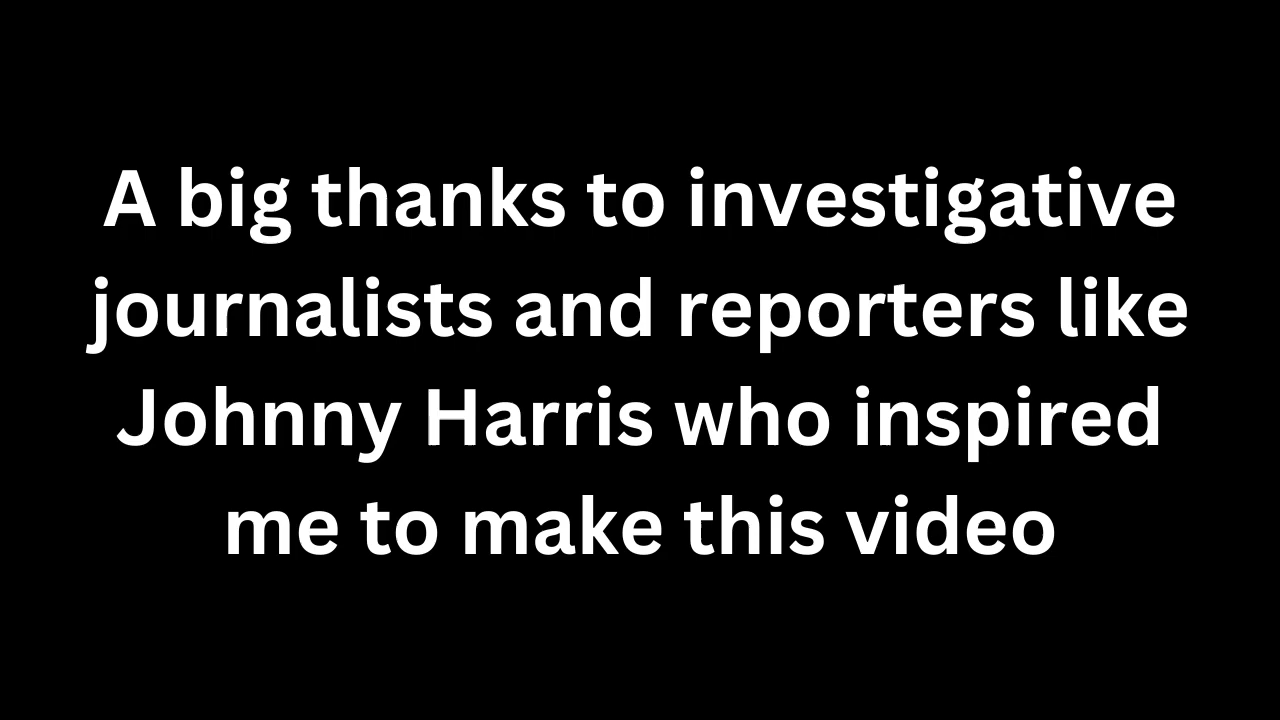 A big thanks to investigative
journalists and reporters like
Johnny Harris who inspired
me to make this video